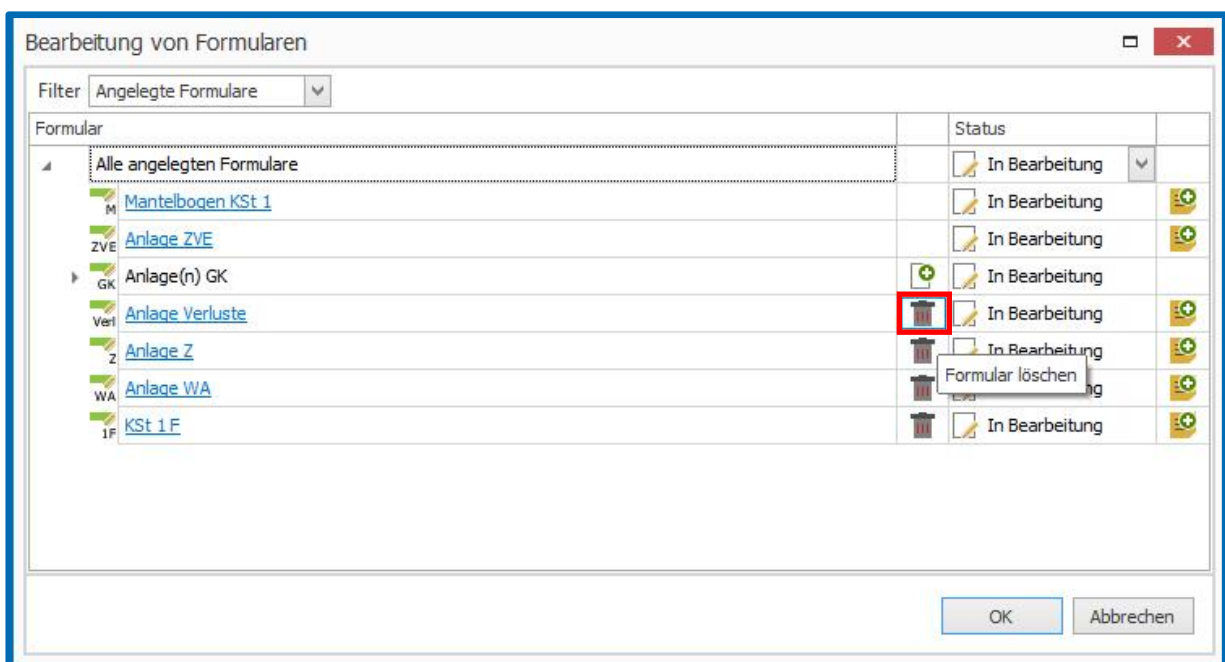 Bearbeitung von Formularen
Filter Angelegte Formulare
Formular Status
Alle angelegten Formulare In Bearbeitung
M Mantelbogen KSt 1 In Bearbeitung
ZVE Anlage ZVE In Bearbeitung
GK Anlage(n) GK In Bearbeitung
Verl Anlage Verluste In Bearbeitung
Z Anlage Z In Bearbeitung
Formular löschen
WA Anlage WA ng
1F KSt 1 F In Bearbeitung
OK Abbrechen